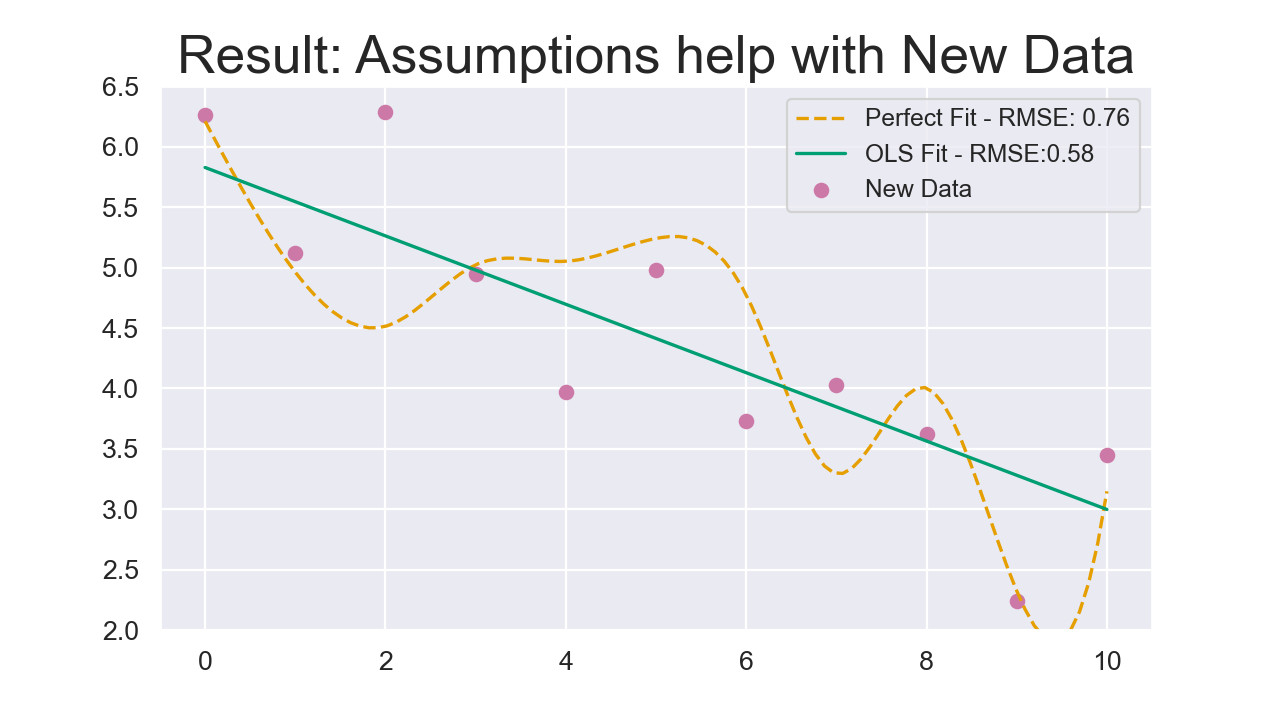 Result: Assumptions help with New Data
6.5
6.0
5.5
5.0
4.5
4.0
3.5
3.0
2.5
2.0
Perfect Fit - RMSE: 0.76
OLS Fit - RMSE:0.58
New Data
0 2 4 6 8 10